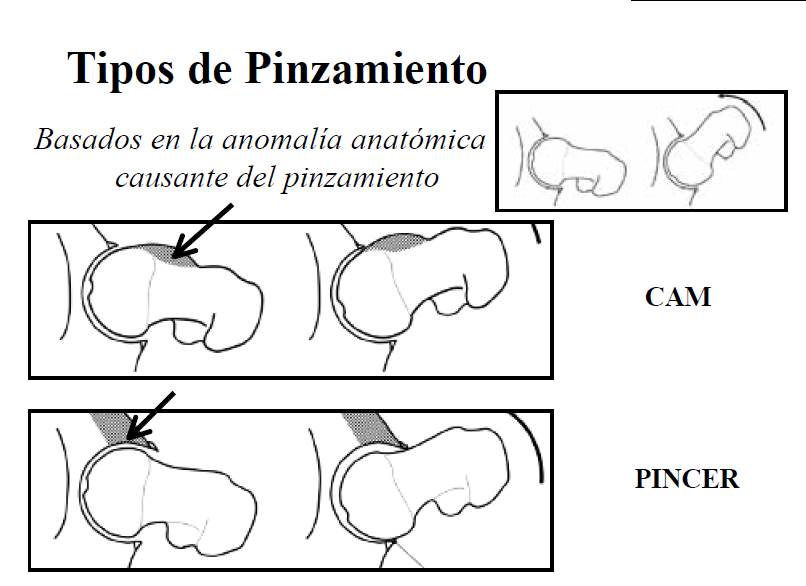 Tipos de Pinzamiento
Basados en la anomalía anatómica
causante del pinzamiento
CAM
PINCER